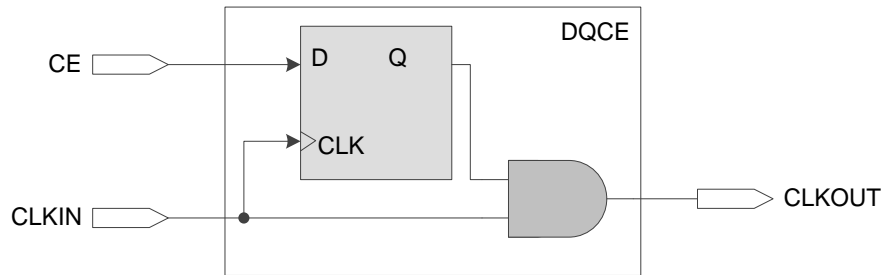 DQCE
CE
D Q
CLK
CLKIN
CLKOUT